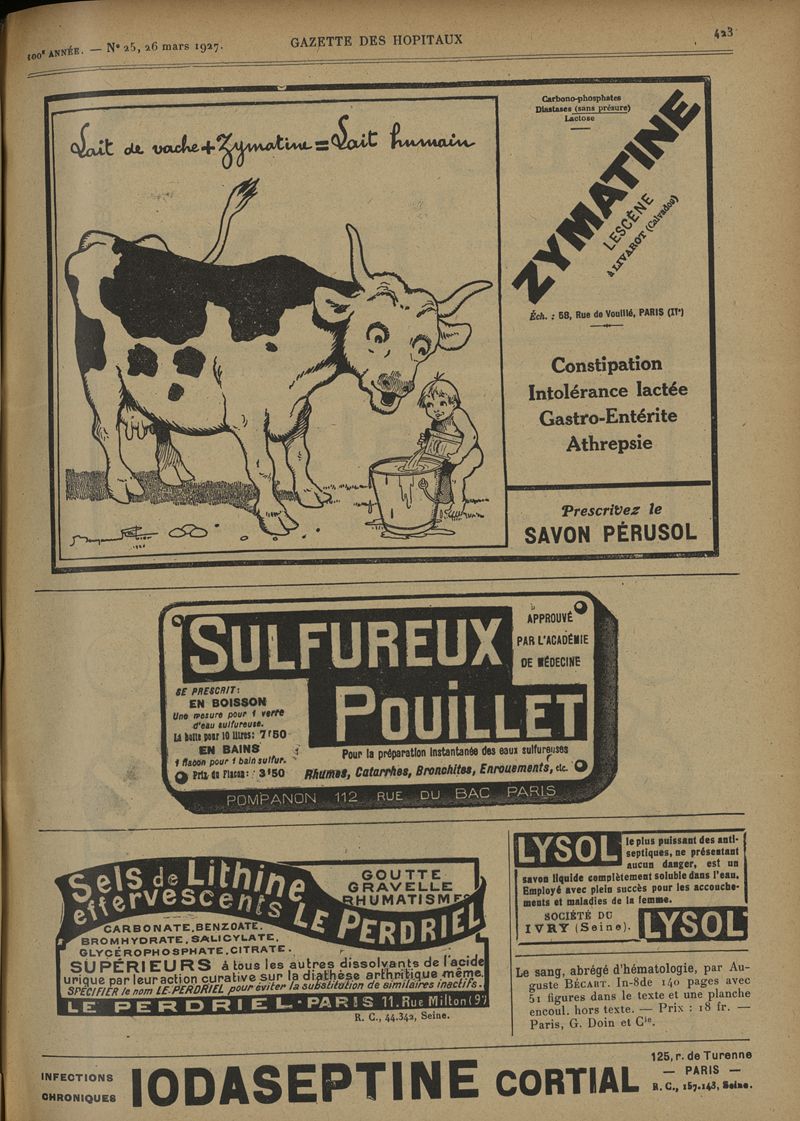 100e ANNÉE. — N° 25, 26 mars 1927.
GAZETTE DES HOPITAUX
423
Lait de vache + Zymatine = Lait humain
Carbono-phosphates
Diastases (sans présure)
Lactose
ZYMATINE
LESCÈNE
à LIVAROT (Calvados)
Éch. : 58, Rue de Vouillé, PARIS
Constipation
Intolérance lactée
Gastro-Entérite
Athrepsie
Prescrivez le
SAVON PÉRUSOL
SULFUREUX
POUILLET
APPROUVÉ
PAR L'ACADÉMIE
DE MÉDECINE
SE PRESCRIT:
EN BOISSON
Une mesure pour 1 verre
d'eau sulfureuse.
La boîte pour 10 litres: 7f50
EN BAINS
1 flacon pour 1 bain sulfur.
Prix du Flacon: 3f50
Pour la préparation instantanée des eaux sulfureuses
Rhumes, Catarrhes, Bronchites, Enrouements, etc.
POMPANON 112 RUE DU BAC PARIS
Sels de Lithine
effervescents LE PERDRIEL
GOUTTE
GRAVELLE
RHUMATISMES
CARBONATE, BENZOATE.
BROMHYDRATE, SALICYLATE,
GLYCÉROPHOSPHATE, CITRATE.
SUPÉRIEURS à tous les autres dissolvants de l'acide
urique par leur action curative sur la diathèse arthritique même.
SPÉCIFIER le nom LE PERDRIEL pour éviter la substitution de similaires inactifs.
LE PERDRIEL - PARIS 11. Rue Milton (9e)
R. C., 44.342, Seine.
LYSOL
le plus puissant des anti-
septiques, ne présentant
aucun danger, est un
savon liquide complètement soluble dans l'eau.
Employé avec plein succès pour les accouche-
ments et maladies de la femme.
SOCIÉTÉ DU
IVRY (Seine).
LYSOL
Le sang, abrégé d'hématologie, par Au-
guste BÉCART. In-8de 140 pages avec
51 figures dans le texte et une planche
encoul. hors texte. — Prix : 18 fr. —
Paris, G. Doin et Cie.
INFECTIONS
CHRONIQUES
IODASEPTINE CORTIAL
125, r. de Turenne
— PARIS —
R. C., 157.143, Seine.